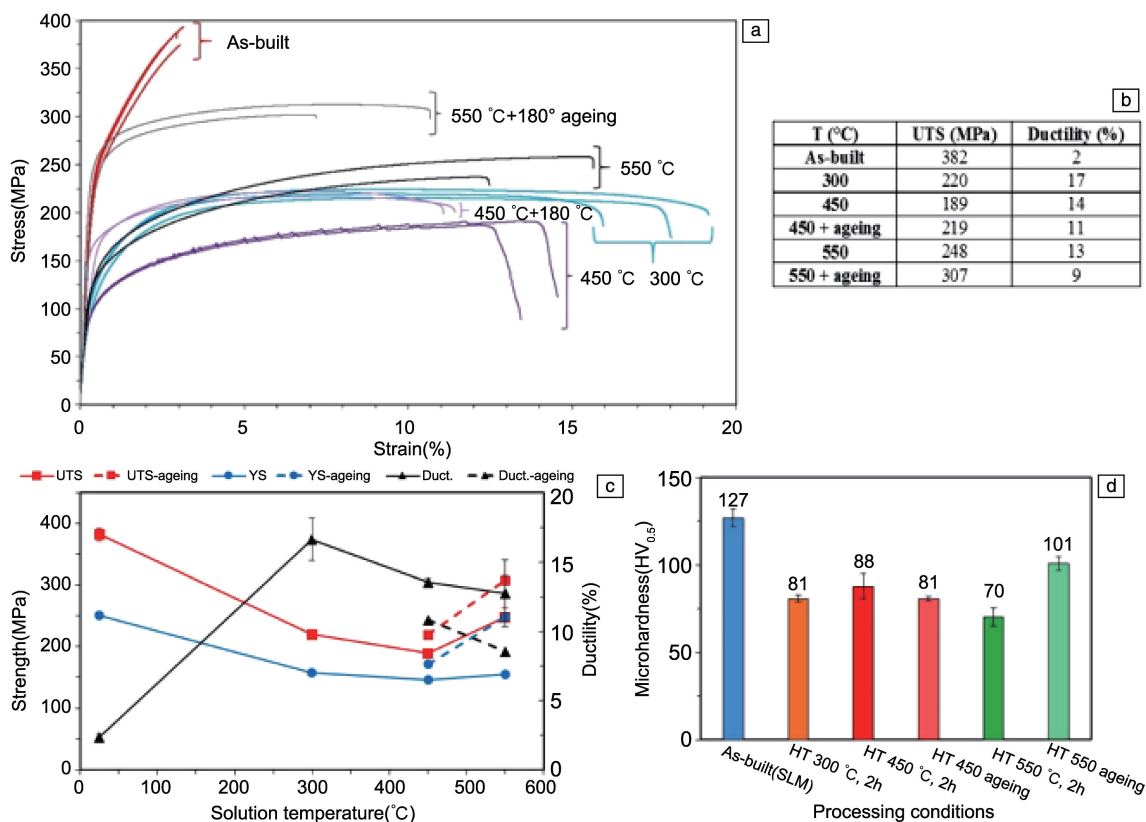 a
400
350
300
250
200
150
100
50
0
Stress(MPa)
0 5 10 15 20
Strain(%)
As-built
550 ℃+180° ageing
550 ℃
450 ℃+180 ℃
450 ℃
300 ℃
b
T (°C) UTS (MPa) Ductility (%)
As-built 382 2
300 220 17
450 189 14
450 + ageing 219 11
550 248 13
550 + ageing 307 9
UTS UTS-ageing YS YS-ageing Duct. Duct.-ageing
c
400
300
200
100
0
Strength(MPa)
20
15
10
5
0
Ductility(%)
0 100 200 300 400 500 600
Solution temperature(℃)
d
150
100
50
0
Microhardness(HV0.5)
127
81
88
81
70
101
As-built(SLM)
HT 300 ℃, 2h
HT 450 ℃, 2h
HT 450 ageing
HT 550 ℃, 2h
HT 550 ageing
Processing conditions